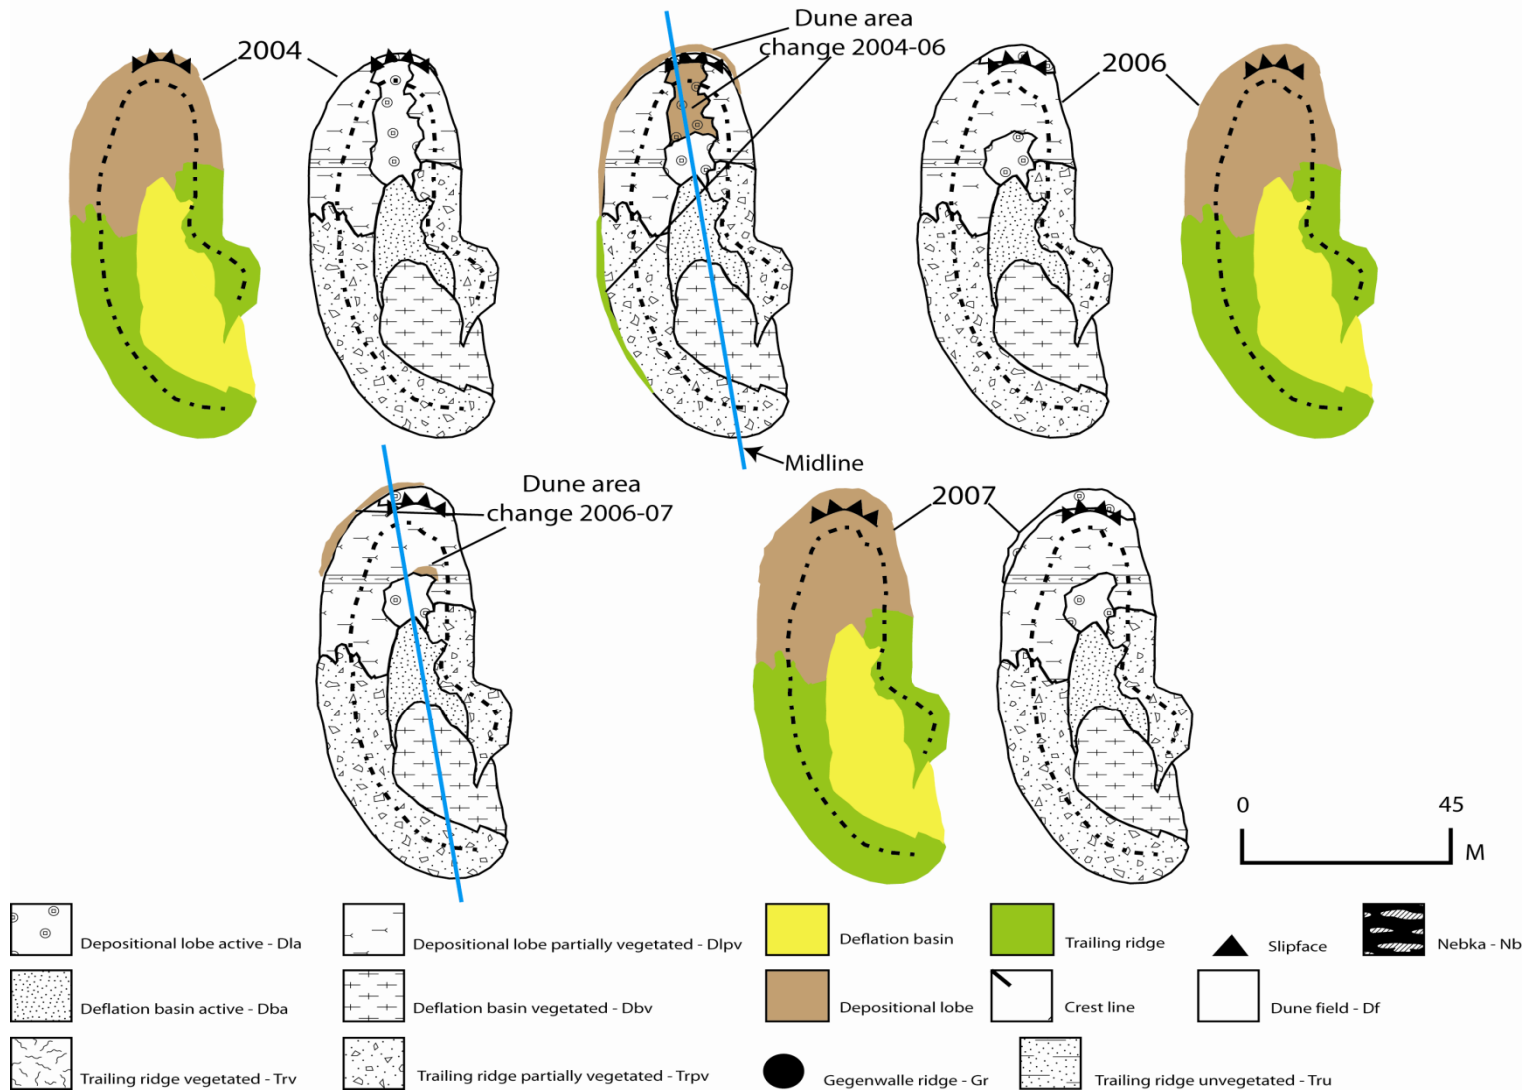 Dune area
change 2004-06
2004
2006
Midline
Dune area
change 2006-07
2007
0
45
M
Depositional lobe active - Dla
Depositional lobe partially vegetated - Dlpv
Deflation basin
Trailing ridge
Slipface
Nebka - Nb
Deflation basin active - Dba
Deflation basin vegetated - Dbv
Depositional lobe
Crest line
Dune field - Df
Trailing ridge vegetated - Trv
Trailing ridge partially vegetated - Trpv
Gegenwalle ridge - Gr
Trailing ridge unvegetated - Tru